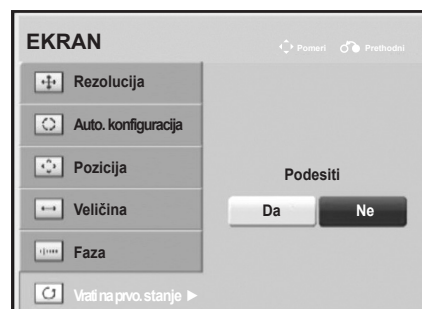 EKRAN
Pomeri Prethodni
Rezolucija
Auto. konfiguracija
Pozicija
Veličina
Faza
Vrati na prvo. stanje
Podesiti
Da Ne